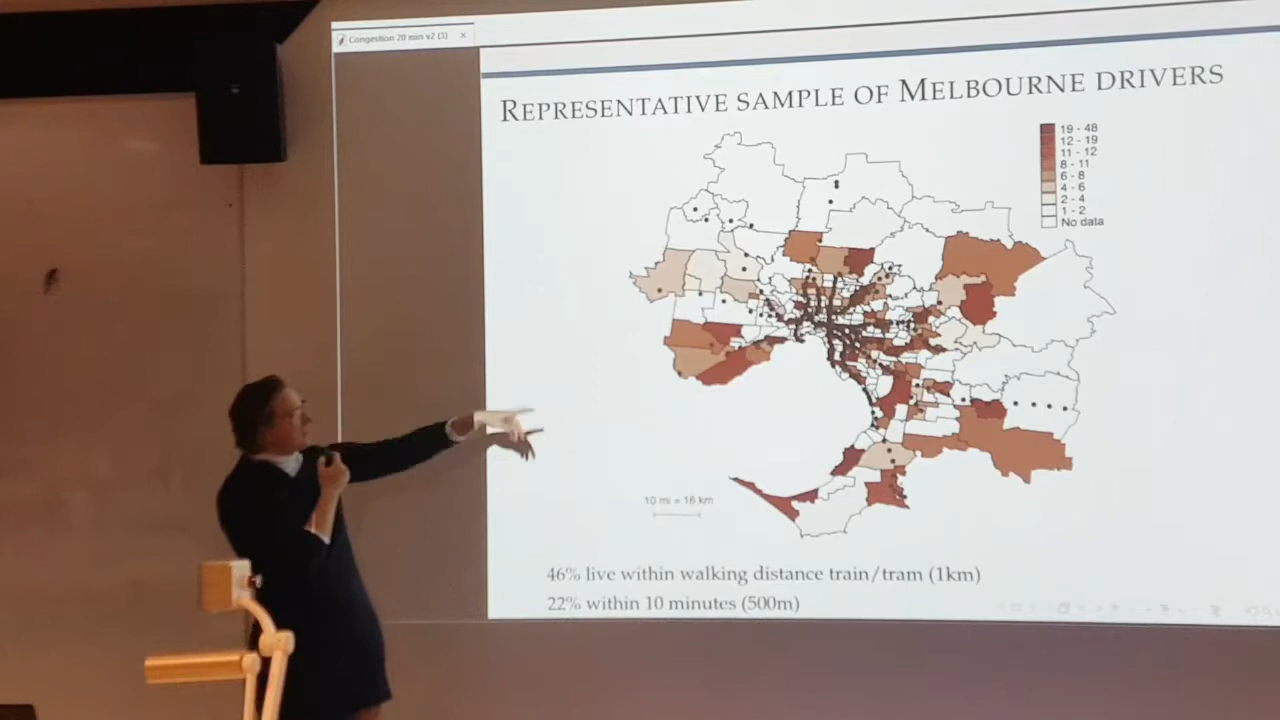 Congestion 20 min v2 (3) ×
REPRESENTATIVE SAMPLE OF MELBOURNE DRIVERS
19 - 48
12 - 19
11 - 12
8 - 11
6 - 8
4 - 6
2 - 4
1 - 2
No data
10 mi = 16 km
46% live within walking distance train/tram (1km)
22% within 10 minutes (500m)